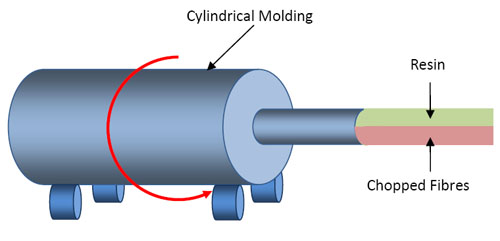 Cylindrical Molding
Resin
Chopped Fibres